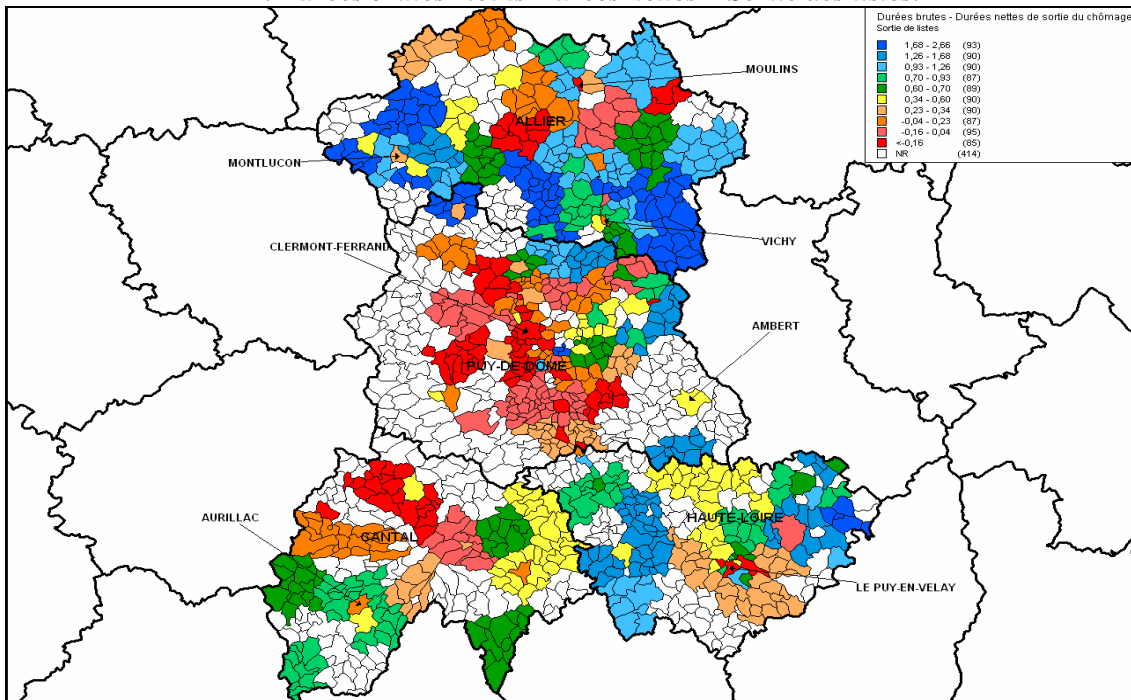 Durées brutes - Durées nettes de sortie du chômage
Sortie de listes
1,68 - 2,66 (93)
1,26 - 1,68 (90)
0,93 - 1,26 (90)
0,70 - 0,93 (87)
0,60 - 0,70 (89)
0,34 - 0,60 (90)
0,23 - 0,34 (90)
-0,04 - 0,23 (87)
-0,16 - 0,04 (95)
<-0,16 (85)
NR (414)
MOULINS
ALLIER
MONTLUCON
VICHY
CLERMONT-FERRAND
AMBERT
PUY-DE-DOME
AURILLAC
HAUTE-LOIRE
CANTAL
LE PUY-EN-VELAY